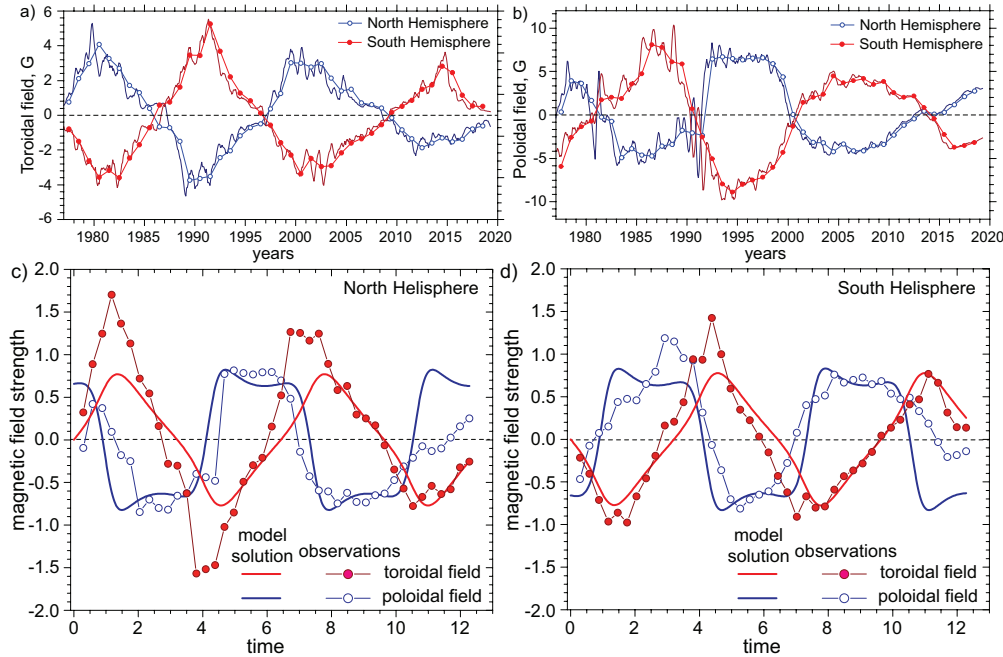 a)
6
4
2
0
-2
-4
-6
Toroidal field, G
North Hemisphere
South Hemisphere
1980 1985 1990 1995 2000 2005 2010 2015 2020
years
b)
10
5
0
-5
-10
Poloidal field, G
North Hemisphere
South Hemisphere
1980 1985 1990 1995 2000 2005 2010 2015 2020
years
c)
2.0
1.5
1.0
0.5
0.0
-0.5
-1.0
-1.5
-2.0
magnetic field strength
North Helisphere
model
solution observations
toroidal field
poloidal field
0 2 4 6 8 10 12
time
d)
2.0
1.5
1.0
0.5
0.0
-0.5
-1.0
-1.5
-2.0
magnetic field strength
South Helisphere
model
solution observations
toroidal field
poloidal field
0 2 4 6 8 10 12
time